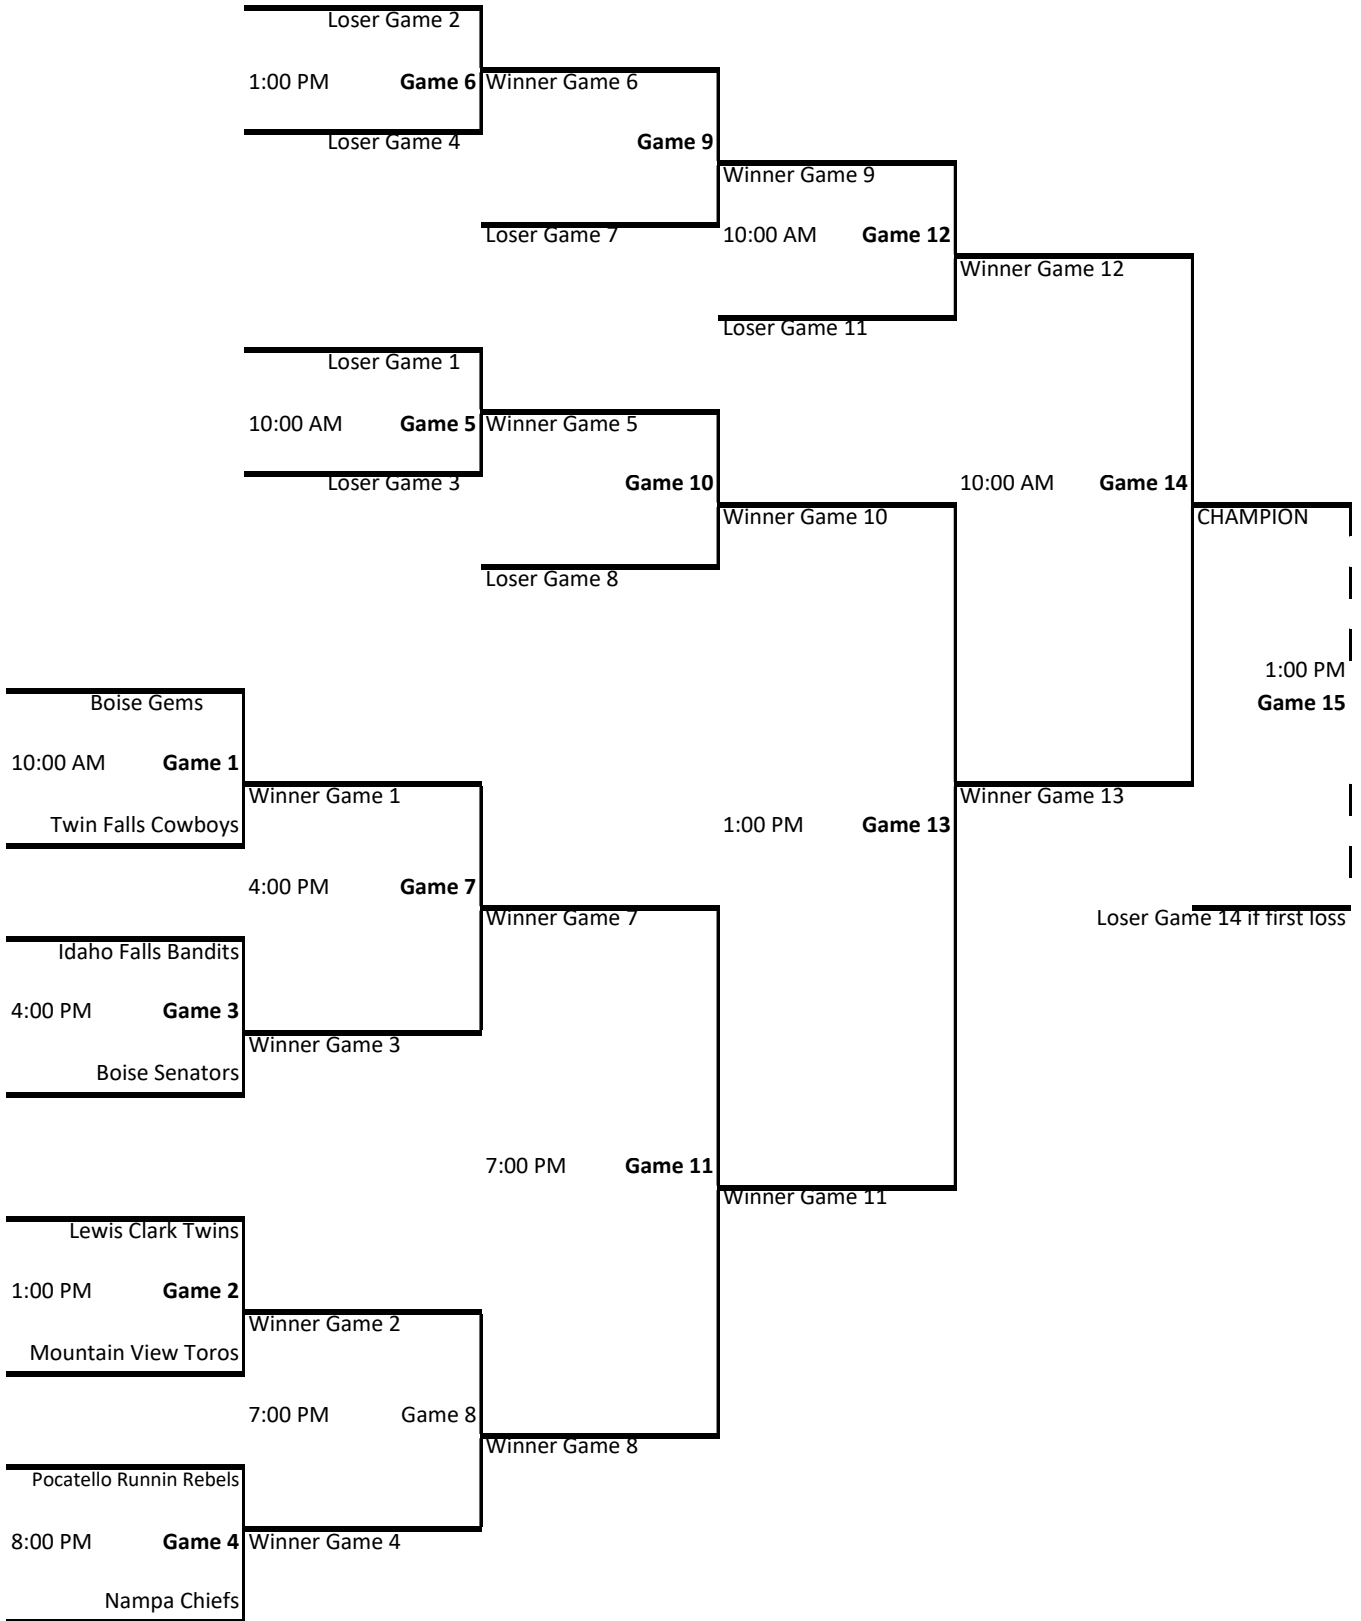 Loser Game 2
1:00 PM Game 6 Winner Game 6
Loser Game 4 Game 9
Winner Game 9
Loser Game 7 10:00 AM Game 12
Winner Game 12
Loser Game 11
Loser Game 1
10:00 AM Game 5 Winner Game 5
Loser Game 3 Game 10 10:00 AM Game 14
Winner Game 10 CHAMPION
Loser Game 8
1:00 PM
Boise Gems Game 15
10:00 AM Game 1
Winner Game 1 Winner Game 13
Twin Falls Cowboys 1:00 PM Game 13
4:00 PM Game 7
Winner Game 7 Loser Game 14 if first loss
Idaho Falls Bandits
4:00 PM Game 3
Winner Game 3
Boise Senators
7:00 PM Game 11
Winner Game 11
Lewis Clark Twins
1:00 PM Game 2
Winner Game 2
Mountain View Toros
7:00 PM Game 8
Winner Game 8
Pocatello Runnin Rebels
8:00 PM Game 4 Winner Game 4
Nampa Chiefs